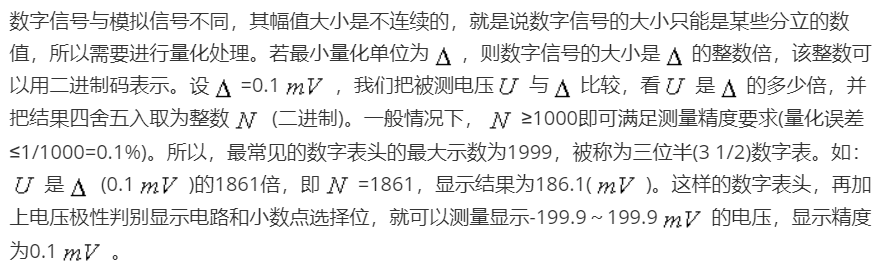 数字信号与模拟信号不同，其幅值大小是不连续的，就是说数字信号的大小只能是某些分立的数
值，所以需要进行量化处理。若最小量化单位为 Δ ，则数字信号的大小是 Δ 的整数倍，该整数可
以用二进制码表示。设 Δ =0.1 mV ，我们把被测电压 U 与 Δ 比较，看 U 是 Δ 的多少倍，并
把结果四舍五入取为整数 N (二进制)。一般情况下， N ≥1000即可满足测量精度要求(量化误差
≤1/1000=0.1%)。所以，最常见的数字表头的最大示数为1999，被称为三位半(3 1/2)数字表。如：
U 是 Δ (0.1 mV )的1861倍，即 N =1861，显示结果为186.1( mV )。这样的数字表头，再加
上电压极性判别显示电路和小数点选择位，就可以测量显示-199.9～199.9 mV 的电压，显示精度
为0.1 mV 。